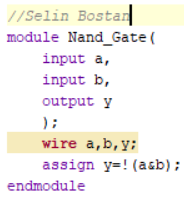 //Selin Bostan
module Nand_Gate(
    input a,
    input b,
    output y
    );
    wire a,b,y;
    assign y=!(a&b);
endmodule